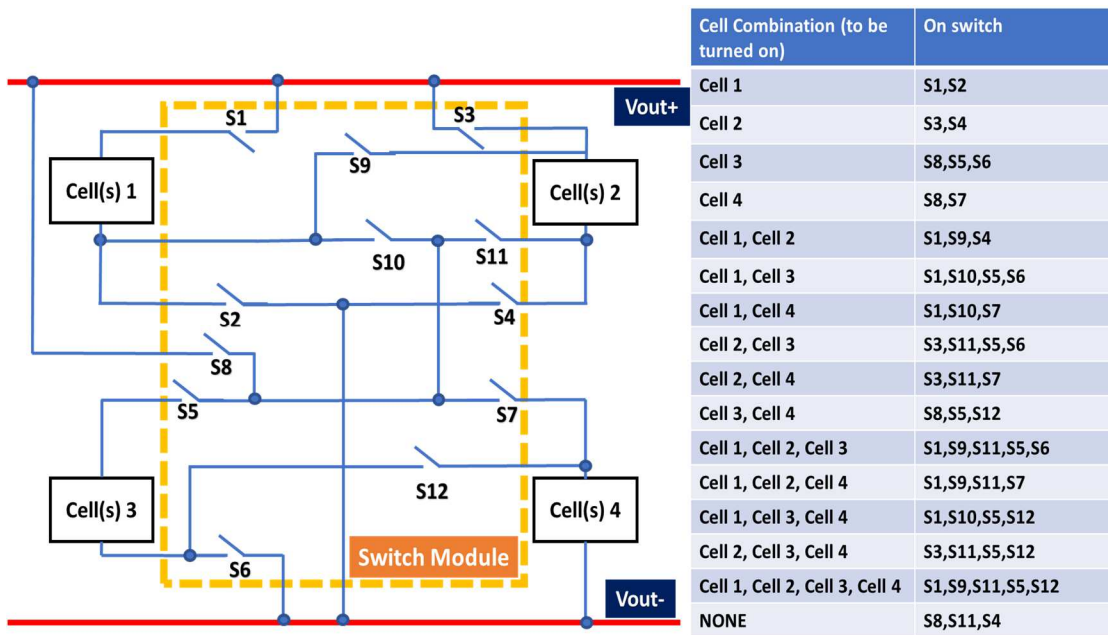 S1
S3
Vout+
S9
Cell(s) 1
Cell(s) 2
S10
S11
S2
S4
S8
S5
S7
S12
Cell(s) 3
Cell(s) 4
S6
Switch Module
Vout-
Cell Combination (to be turned on) On switch
Cell 1 S1,S2
Cell 2 S3,S4
Cell 3 S8,S5,S6
Cell 4 S8,S7
Cell 1, Cell 2 S1,S9,S4
Cell 1, Cell 3 S1,S10,S5,S6
Cell 1, Cell 4 S1,S10,S7
Cell 2, Cell 3 S3,S11,S5,S6
Cell 2, Cell 4 S3,S11,S7
Cell 3, Cell 4 S8,S5,S12
Cell 1, Cell 2, Cell 3 S1,S9,S11,S5,S6
Cell 1, Cell 2, Cell 4 S1,S9,S11,S7
Cell 1, Cell 3, Cell 4 S1,S10,S5,S12
Cell 2, Cell 3, Cell 4 S3,S11,S5,S12
Cell 1, Cell 2, Cell 3, Cell 4 S1,S9,S11,S5,S12
NONE S8,S11,S4